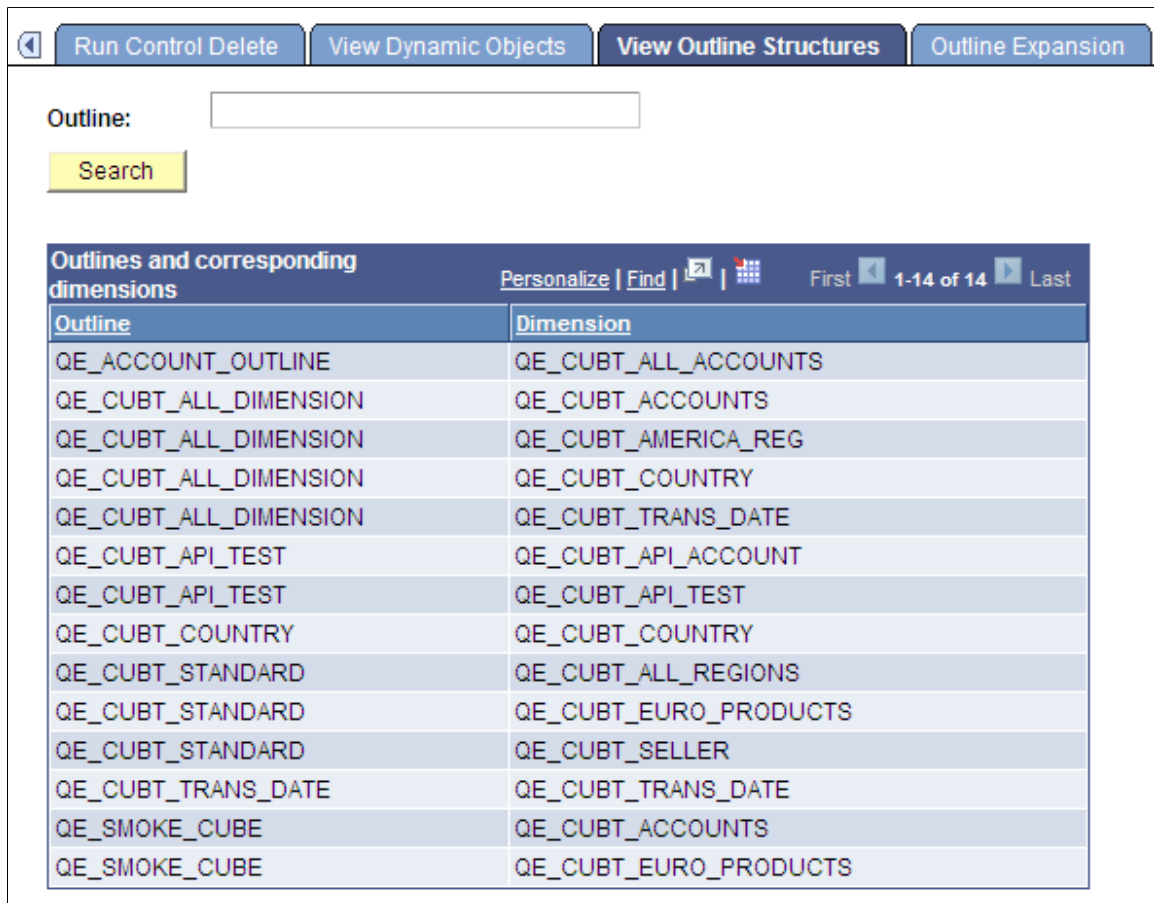 Run Control Delete View Dynamic Objects View Outline Structures Outline Expansion
Outline:
Search
Outlines and corresponding
dimensions
Personalize | Find | | First 1-14 of 14 Last
Outline Dimension
QE_ACCOUNT_OUTLINE QE_CUBT_ALL_ACCOUNTS
QE_CUBT_ALL_DIMENSION QE_CUBT_ACCOUNTS
QE_CUBT_ALL_DIMENSION QE_CUBT_AMERICA_REG
QE_CUBT_ALL_DIMENSION QE_CUBT_COUNTRY
QE_CUBT_ALL_DIMENSION QE_CUBT_TRANS_DATE
QE_CUBT_API_TEST QE_CUBT_API_ACCOUNT
QE_CUBT_API_TEST QE_CUBT_API_TEST
QE_CUBT_COUNTRY QE_CUBT_COUNTRY
QE_CUBT_STANDARD QE_CUBT_ALL_REGIONS
QE_CUBT_STANDARD QE_CUBT_EURO_PRODUCTS
QE_CUBT_STANDARD QE_CUBT_SELLER
QE_CUBT_TRANS_DATE QE_CUBT_TRANS_DATE
QE_SMOKE_CUBE QE_CUBT_ACCOUNTS
QE_SMOKE_CUBE QE_CUBT_EURO_PRODUCTS